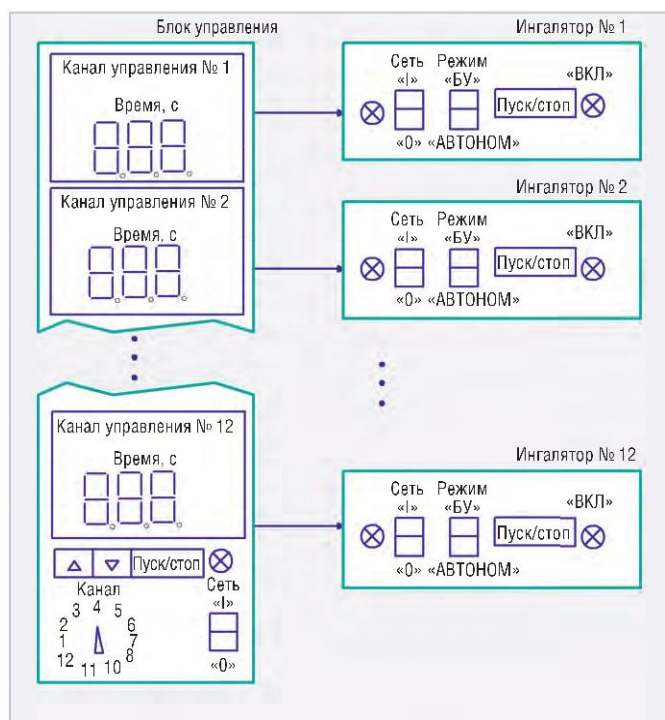 Блок управления
Канал управления № 1
Время, с
Канал управления № 2
Время, с
Канал управления № 12
Время, с
Пуск/стоп
Канал
Сеть
«I»
«0»
1 2 3 4 5 6 7 8 10 11 12
Ингалятор № 1
Сеть Режим
«I» «БУ» «ВКЛ»
Пуск/стоп
«0» «АВТОНОМ»
Ингалятор № 2
Сеть Режим
«I» «БУ» «ВКЛ»
Пуск/стоп
«0» «АВТОНОМ»
Ингалятор № 12
Сеть Режим
«I» «БУ» «ВКЛ»
Пуск/стоп
«0» «АВТОНОМ»